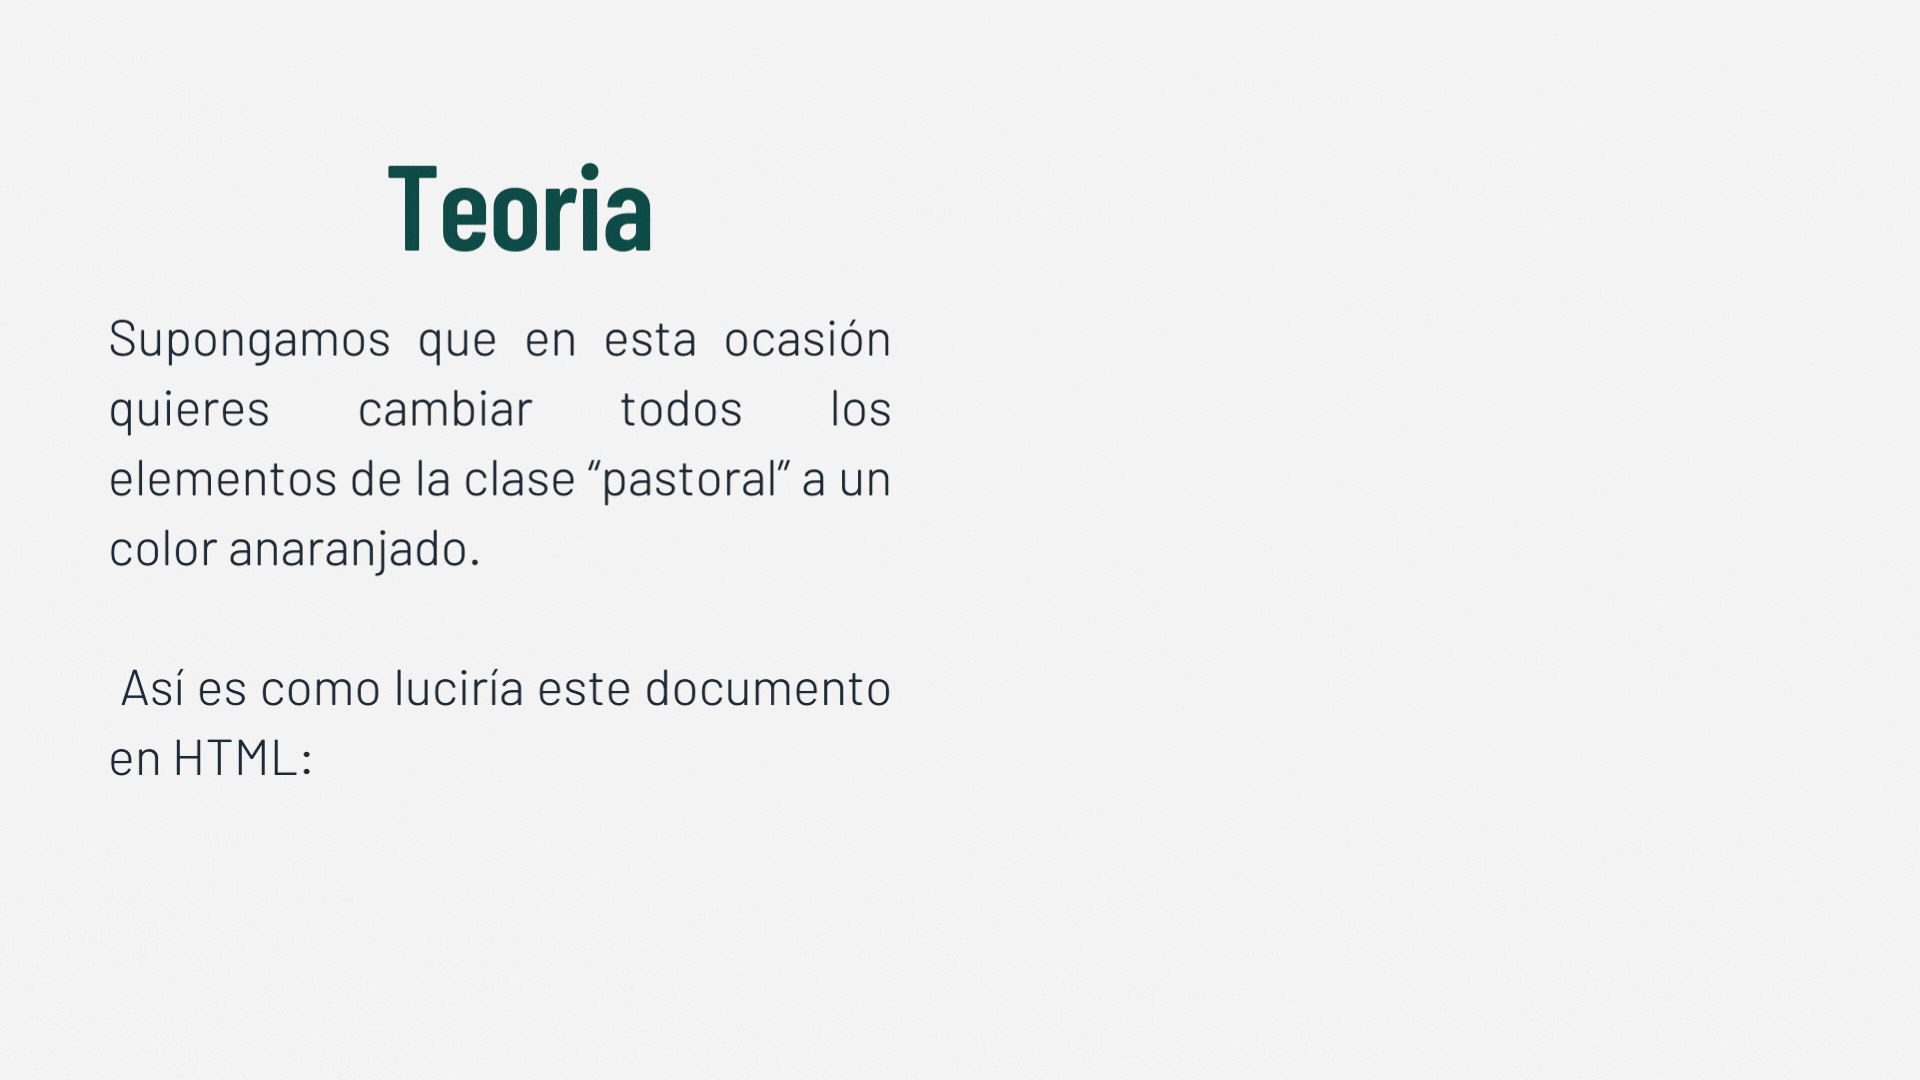 Teoria
Supongamos que en esta ocasión
quieres cambiar todos los
elementos de la clase “pastoral” a un
color anaranjado.
Así es como luciría este documento
en HTML: